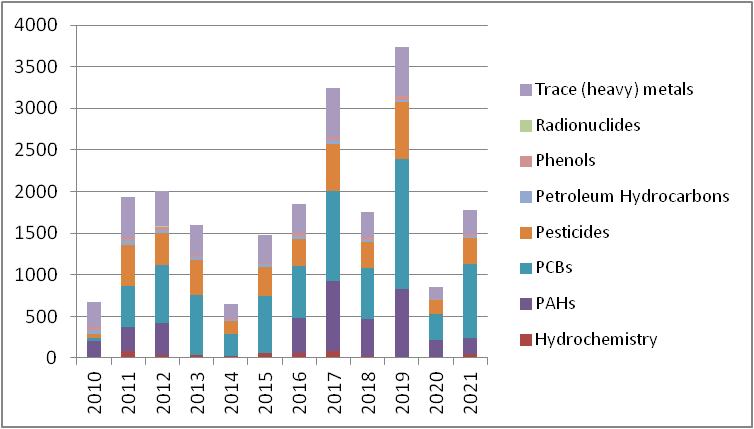 4000
3500
3000
2500
2000
1500
1000
500
0
2010 2011 2012 2013 2014 2015 2016 2017 2018 2019 2020 2021
Trace (heavy) metals
Radionuclides
Phenols
Petroleum Hydrocarbons
Pesticides
PCBs
PAHs
Hydrochemistry